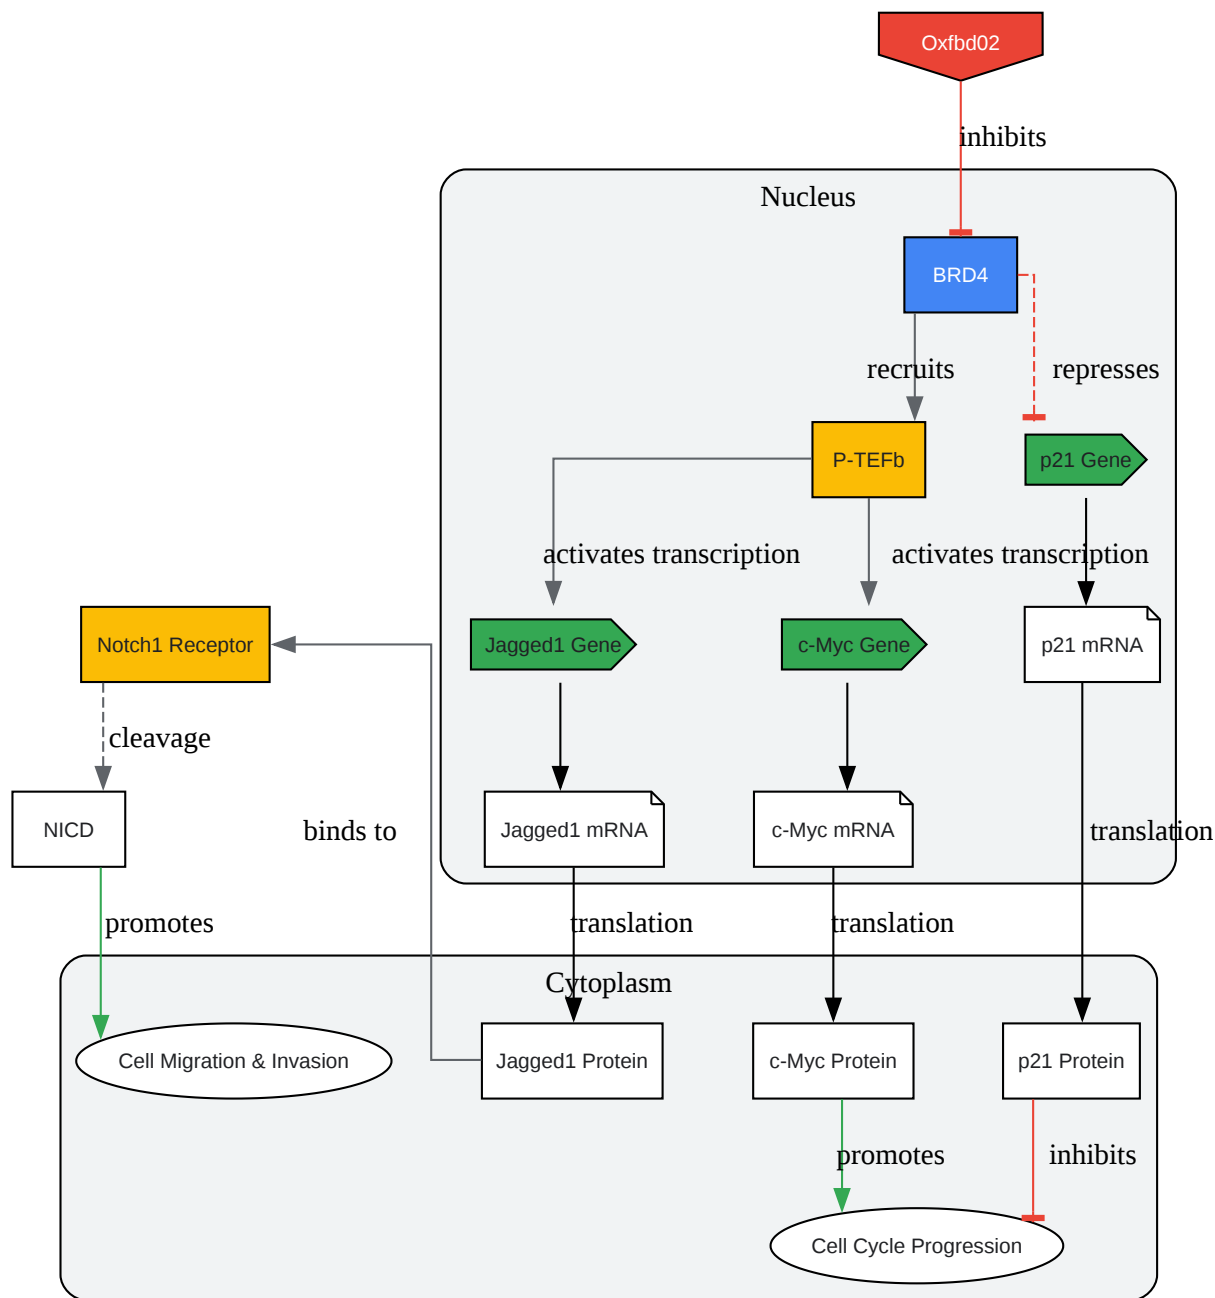 Oxfbd02
inhibits
Nucleus
BRD4
recruits
represses
P-TEFb
p21 Gene
activates transcription
activates transcription
Notch1 Receptor
Jagged1 Gene
c-Myc Gene
p21 mRNA
cleavage
NICD
binds to
Jagged1 mRNA
c-Myc mRNA
translation
promotes
translation
translation
Cytoplasm
Cell Migration & Invasion
Jagged1 Protein
c-Myc Protein
p21 Protein
promotes
inhibits
Cell Cycle Progression